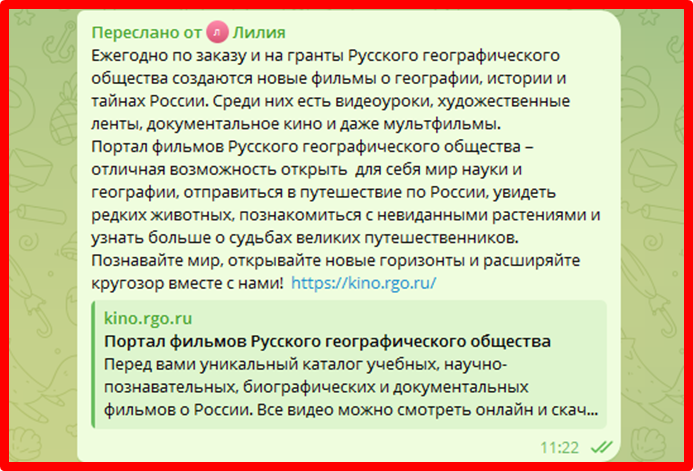 Переслано от Лилия
Ежегодно по заказу и на гранты Русского географического
общества создаются новые фильмы о географии, истории и
тайнах России. Среди них есть видеоуроки, художественные
ленты, документальное кино и даже мультфильмы.
Портал фильмов Русского географического общества –
отличная возможность открыть для себя мир науки и
географии, отправиться в путешествие по России, увидеть
редких животных, познакомиться с невиданными растениями и
узнать больше о судьбах великих путешественников.
Познавайте мир, открывайте новые горизонты и расширяйте
кругозор вместе с нами! https://kino.rgo.ru/
kino.rgo.ru
Портал фильмов Русского географического общества
Перед вами уникальный каталог учебных, научно-
познавательных, биографических и документальных
фильмов о России. Все видео можно смотреть онлайн и скач...
11:22